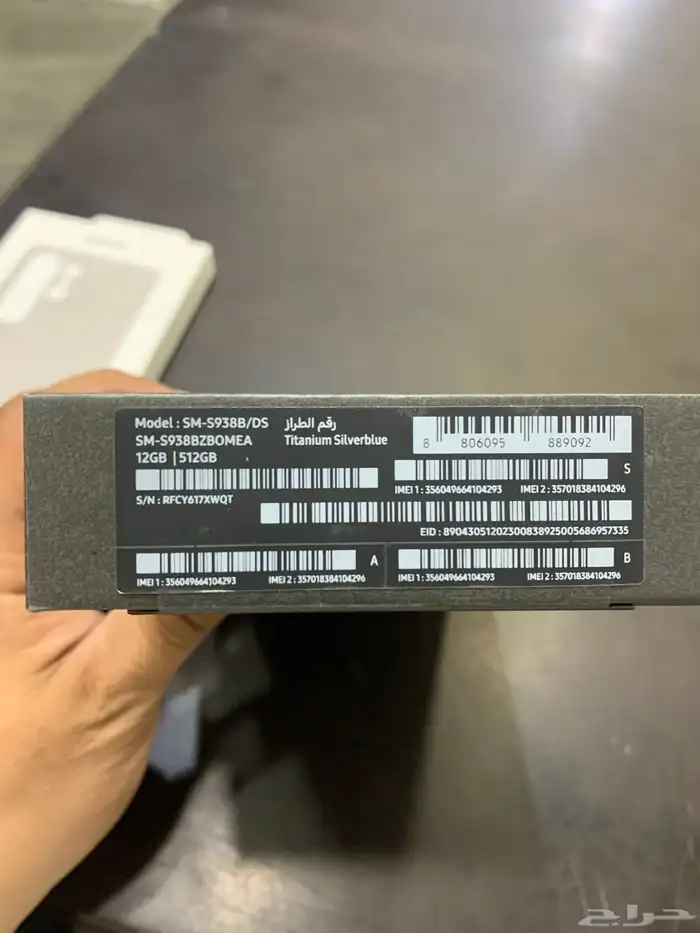 Model : SM-S938B/DS رقم الطراز
SM-S938BZBOMEA Titanium Silverblue
12GB | 512GB
8 806095 889092
S
S/N : RFCY617XWQT
IMEI 1 : 356049664104293 IMEI 2 : 357018384104296
EID : 89043051202300838925005686957335
A
IMEI 1 : 356049664104293 IMEI 2 : 357018384104296
B
IMEI 1 : 356049664104293 IMEI 2 : 357018384104296
حراج